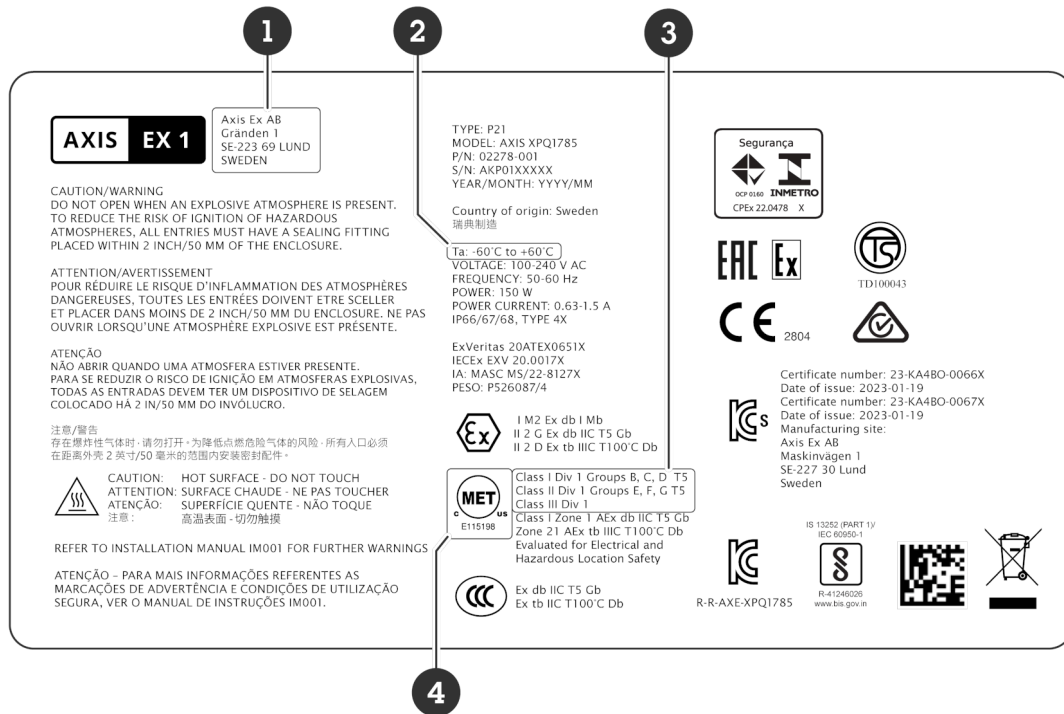 1
2
3
AXIS EX 1
Axis Ex AB
Gränden 1
SE-223 69 LUND
SWEDEN
CAUTION/WARNING
DO NOT OPEN WHEN AN EXPLOSIVE ATMOSPHERE IS PRESENT.
TO REDUCE THE RISK OF IGNITION OF HAZARDOUS
ATMOSPHERES, ALL ENTRIES MUST HAVE A SEALING FITTING
PLACED WITHIN 2 INCH/50 MM OF THE ENCLOSURE.
ATTENTION/AVERTISSEMENT
POUR RÉDUIRE LE RISQUE D'INFLAMMATION DES ATMOSPHÈRES
DANGEREUSES, TOUTES LES ENTRÉES DOIVENT ETRE SCELLER
ET PLACER DANS MOINS DE 2 INCH/50 MM DU ENCLOSURE. NE PAS
OUVRIR LORSQU'UNE ATMOSPHÈRE EXPLOSIVE EST PRÉSENTE.
ATENÇÃO
NÃO ABRIR QUANDO UMA ATMOSFERA ESTIVER PRESENTE.
PARA SE REDUZIR O RISCO DE IGNIÇÃO EM ATMOSFERAS EXPLOSIVAS,
TODAS AS ENTRADAS DEVEM TER UM DISPOSITIVO DE SELAGEM
COLOCADO HÁ 2 IN/50 MM DO INVÓLUCRO.
注意/警告
存在爆炸性气体时·请勿打开·为降低点燃危险气体的风险·所有入口必须
在距离外壳 2 英寸/50 毫米的范围内安装密封配件。
CAUTION: HOT SURFACE - DO NOT TOUCH
ATTENTION: SURFACE CHAUDE - NE PAS TOUCHER
ATENÇÃO: SUPERFÍCIE QUENTE - NÃO TOQUE
注意: 高温表面 - 切勿触摸
REFER TO INSTALLATION MANUAL IM001 FOR FURTHER WARNINGS
ATENÇÃO - PARA MAIS INFORMAÇÕES REFERENTES AS
MARCAÇÕES DE ADVERTÊNCIA E CONDIÇÕES DE UTILIZAÇÃO
SEGURA, VER O MANUAL DE INSTRUÇÕES IM001.
TYPE: P21
MODEL: AXIS XPQ1785
P/N: 02278-001
S/N: AKP01XXXXX
YEAR/MONTH: YYYY/MM
Country of origin: Sweden
瑞典制造
Ta: -60°C to +60°C
VOLTAGE: 100-240 V AC
FREQUENCY: 50-60 Hz
POWER: 150 W
POWER CURRENT: 0.63-1.5 A
IP66/67/68, TYPE 4X
ExVeritas 20ATEX0651X
IECEx EXV 20.0017X
IA: MASC MS/22-8127X
PESO: P526087/4
Ex
I M2 Ex db I Mb
II 2 G Ex db IIC T5 Gb
II 2 D Ex tb IIIC T100°C Db
c MET us
E115198
Class I Div 1 Groups B, C, D T5
Class II Div 1 Groups E, F, G T5
Class III Div 1
Class I Zone 1 AEx db IIC T5 Gb
Zone 21 AEx tb IIIC T100°C Db
Evaluated for Electrical and
Hazardous Location Safety
CCC
Ex db IIC T5 Gb
Ex tb IIC T100°C Db
Segurança
OCP 0160 INMETRO
CPEx 22.0478 X
EAC Ex
TS
TD100043
CE 2804
Certificate number: 23-KA4BO-0066X
Date of issue: 2023-01-19
Certificate number: 23-KA4BO-0067X
Date of issue: 2023-01-19
Manufacturing site:
Axis Ex AB
Maskinvägen 1
SE-227 30 Lund
Sweden
KCs
KC
R-R-AXE-XPQ1785
IS 13252 (PART 1)/
IEC 60950-1
R-41246026
www.bis.gov.in
4